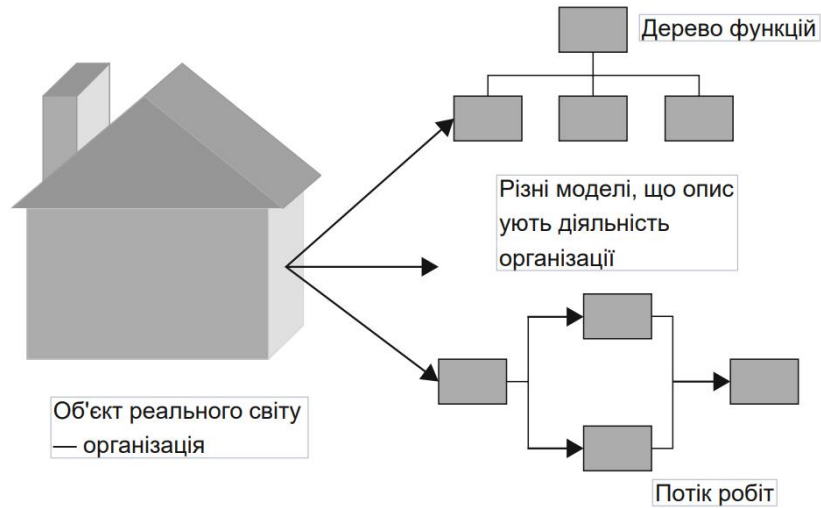 Дерево функцій
Різні моделі, що опис
ують діяльність
організації
Об'єкт реального світу
— організація
Потік робіт